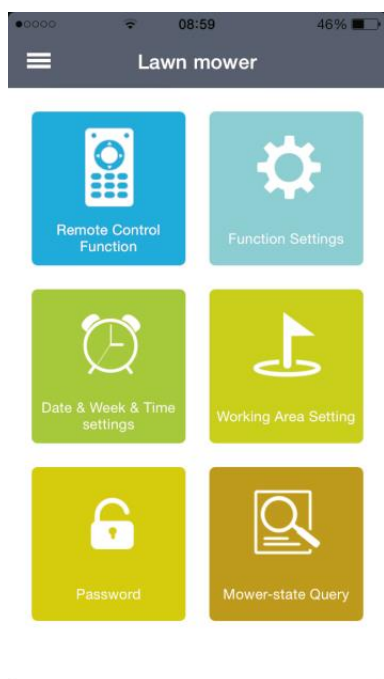 08:59
46%
Lawn mower
Remote Control
Function
Function Settings
Date & Week & Time
settings
Working Area Setting
Password
Mower-state Query